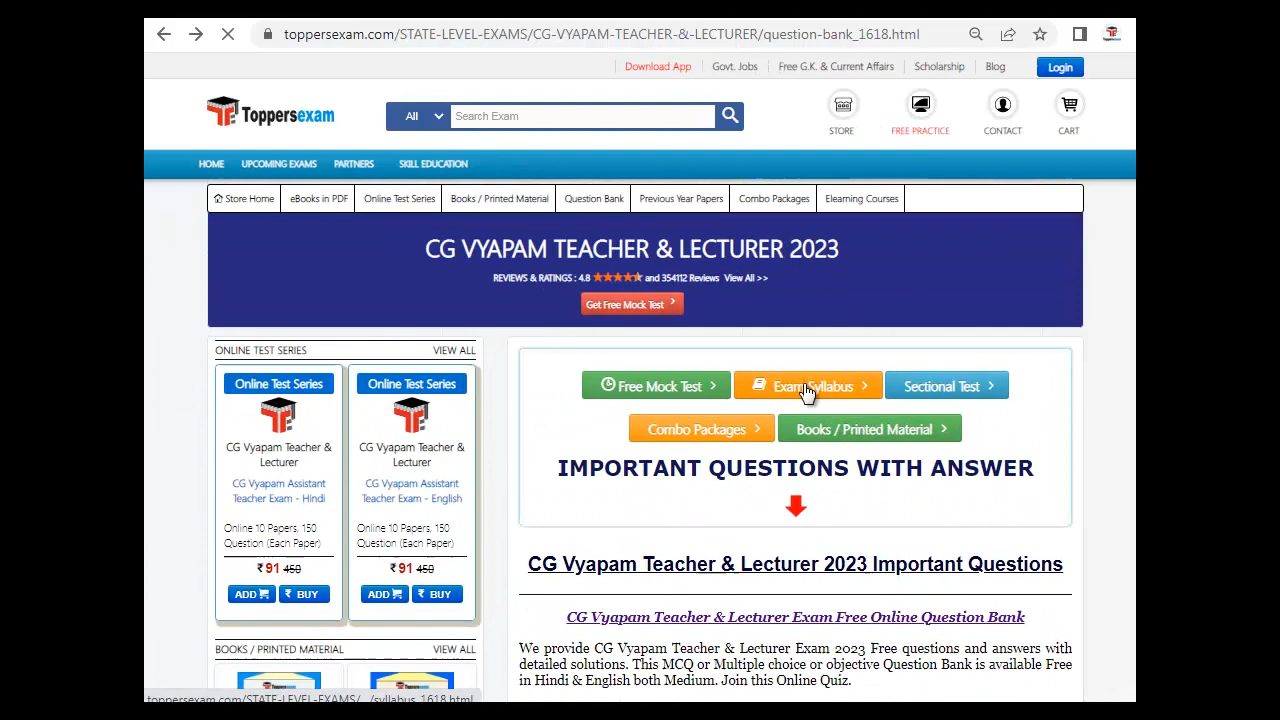 toppersexam.com/STATE-LEVEL-EXAMS/CG-VYAPAM-TEACHER-&-LECTURER/question-bank_1618.html
Download App Govt. Jobs Free G.K. & Current Affairs Scholarship Blog Login
Toppersexam
All Search Exam
STORE FREE PRACTICE CONTACT CART
HOME UPCOMING EXAMS PARTNERS SKILL EDUCATION
Store Home eBooks in PDF Online Test Series Books / Printed Material Question Bank Previous Year Papers Combo Packages Elearning Courses
CG VYAPAM TEACHER & LECTURER 2023
REVIEWS & RATINGS : 4.8 and 354112 Reviews View All >>
Get Free Mock Test
ONLINE TEST SERIES VIEW ALL
Online Test Series
CG Vyapam Teacher &
Lecturer
CG Vyapam Assistant
Teacher Exam - Hindi
Online 10 Papers, 150
Question (Each Paper)
₹ 91 450
ADD ₹ BUY
Online Test Series
CG Vyapam Teacher &
Lecturer
CG Vyapam Assistant
Teacher Exam - English
Online 10 Papers, 150
Question (Each Paper)
₹ 91 450
ADD ₹ BUY
BOOKS / PRINTED MATERIAL VIEW ALL
Free Mock Test Exam Syllabus Sectional Test
Combo Packages Books / Printed Material
IMPORTANT QUESTIONS WITH ANSWER
CG Vyapam Teacher & Lecturer 2023 Important Questions
CG Vyapam Teacher & Lecturer Exam Free Online Question Bank
We provide CG Vyapam Teacher & Lecturer Exam 2023 Free questions and answers with
detailed solutions. This MCQ or Multiple choice or objective Question Bank is available Free
in Hindi & English both Medium. Join this Online Quiz.
toppersexam.com/STATE-LEVEL-EXAMS/.../syllabus_1618.html